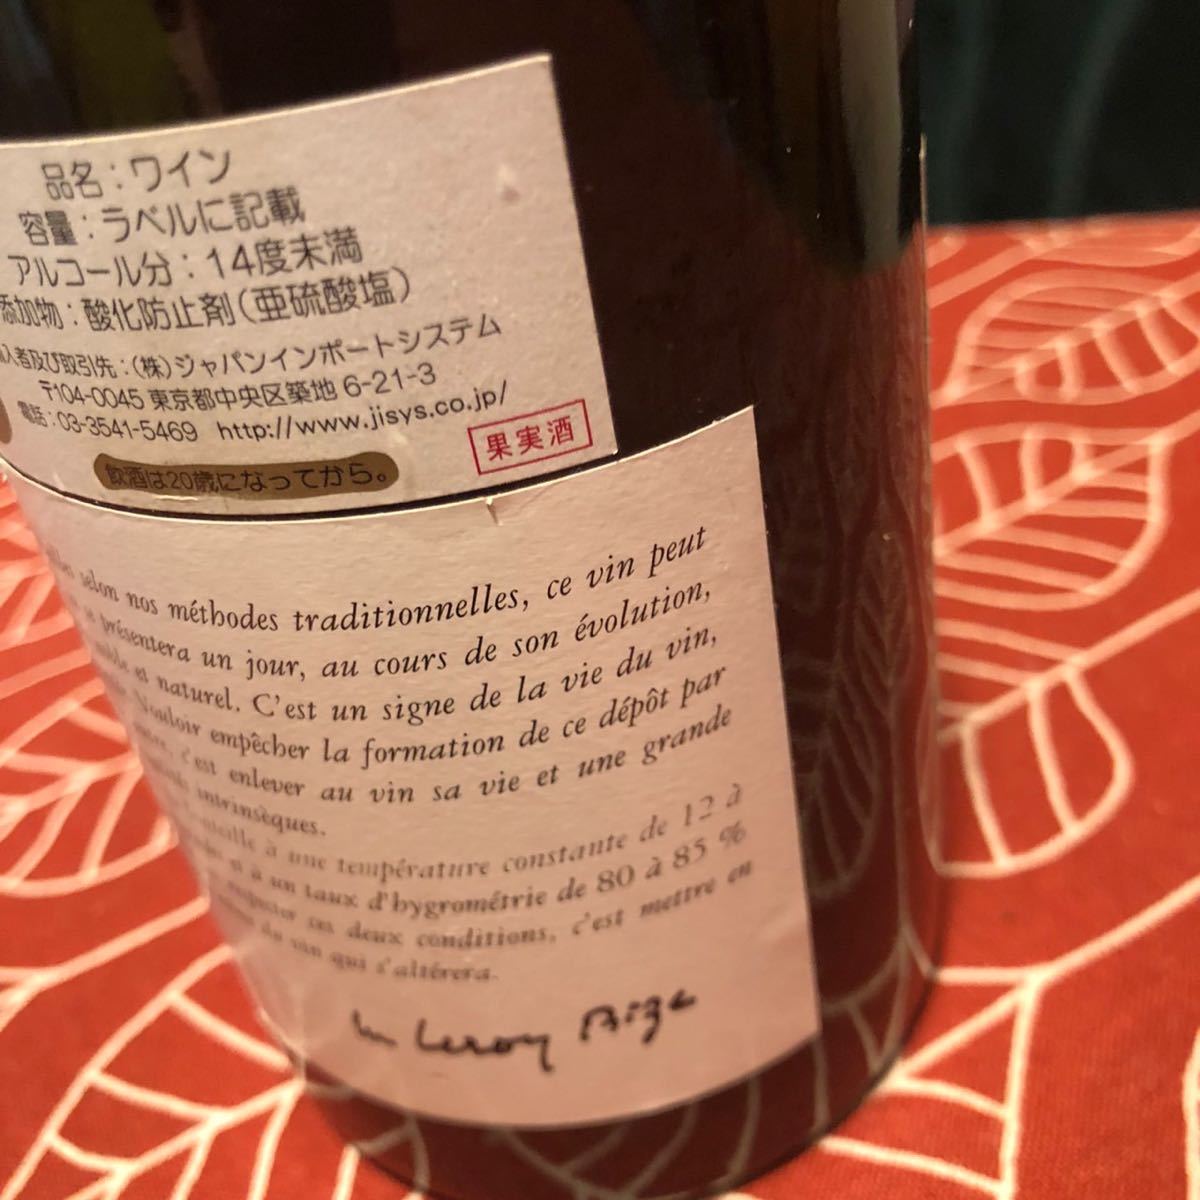 品名：ワイン
容量：ラベルに記載
アルコール分：14度未満
添加物：酸化防止剤（亜硫酸塩）
入者及び取引先：（株）ジャパンインポートシステム
〒104-0045 東京都中央区築地 6-21-3
電話：03-3541-5469 http://www.jisys.co.jp/
果実酒
飲酒は20歳になってから。
selon nos méthodes traditionnelles, ce vin peut
présentera un jour, au cours de son évolution,
et naturel. C'est un signe de la vie du vin,
Vouloir empêcher la formation de ce dépôt par
c'est enlever au vin sa vie et une grande
intrinsèques.
à une température constante de 12 à
et à un taux d'hygrométrie de 80 à 85 %
respecter ces deux conditions, c'est mettre en
du vin qui s'altérera.
Leroy Bize